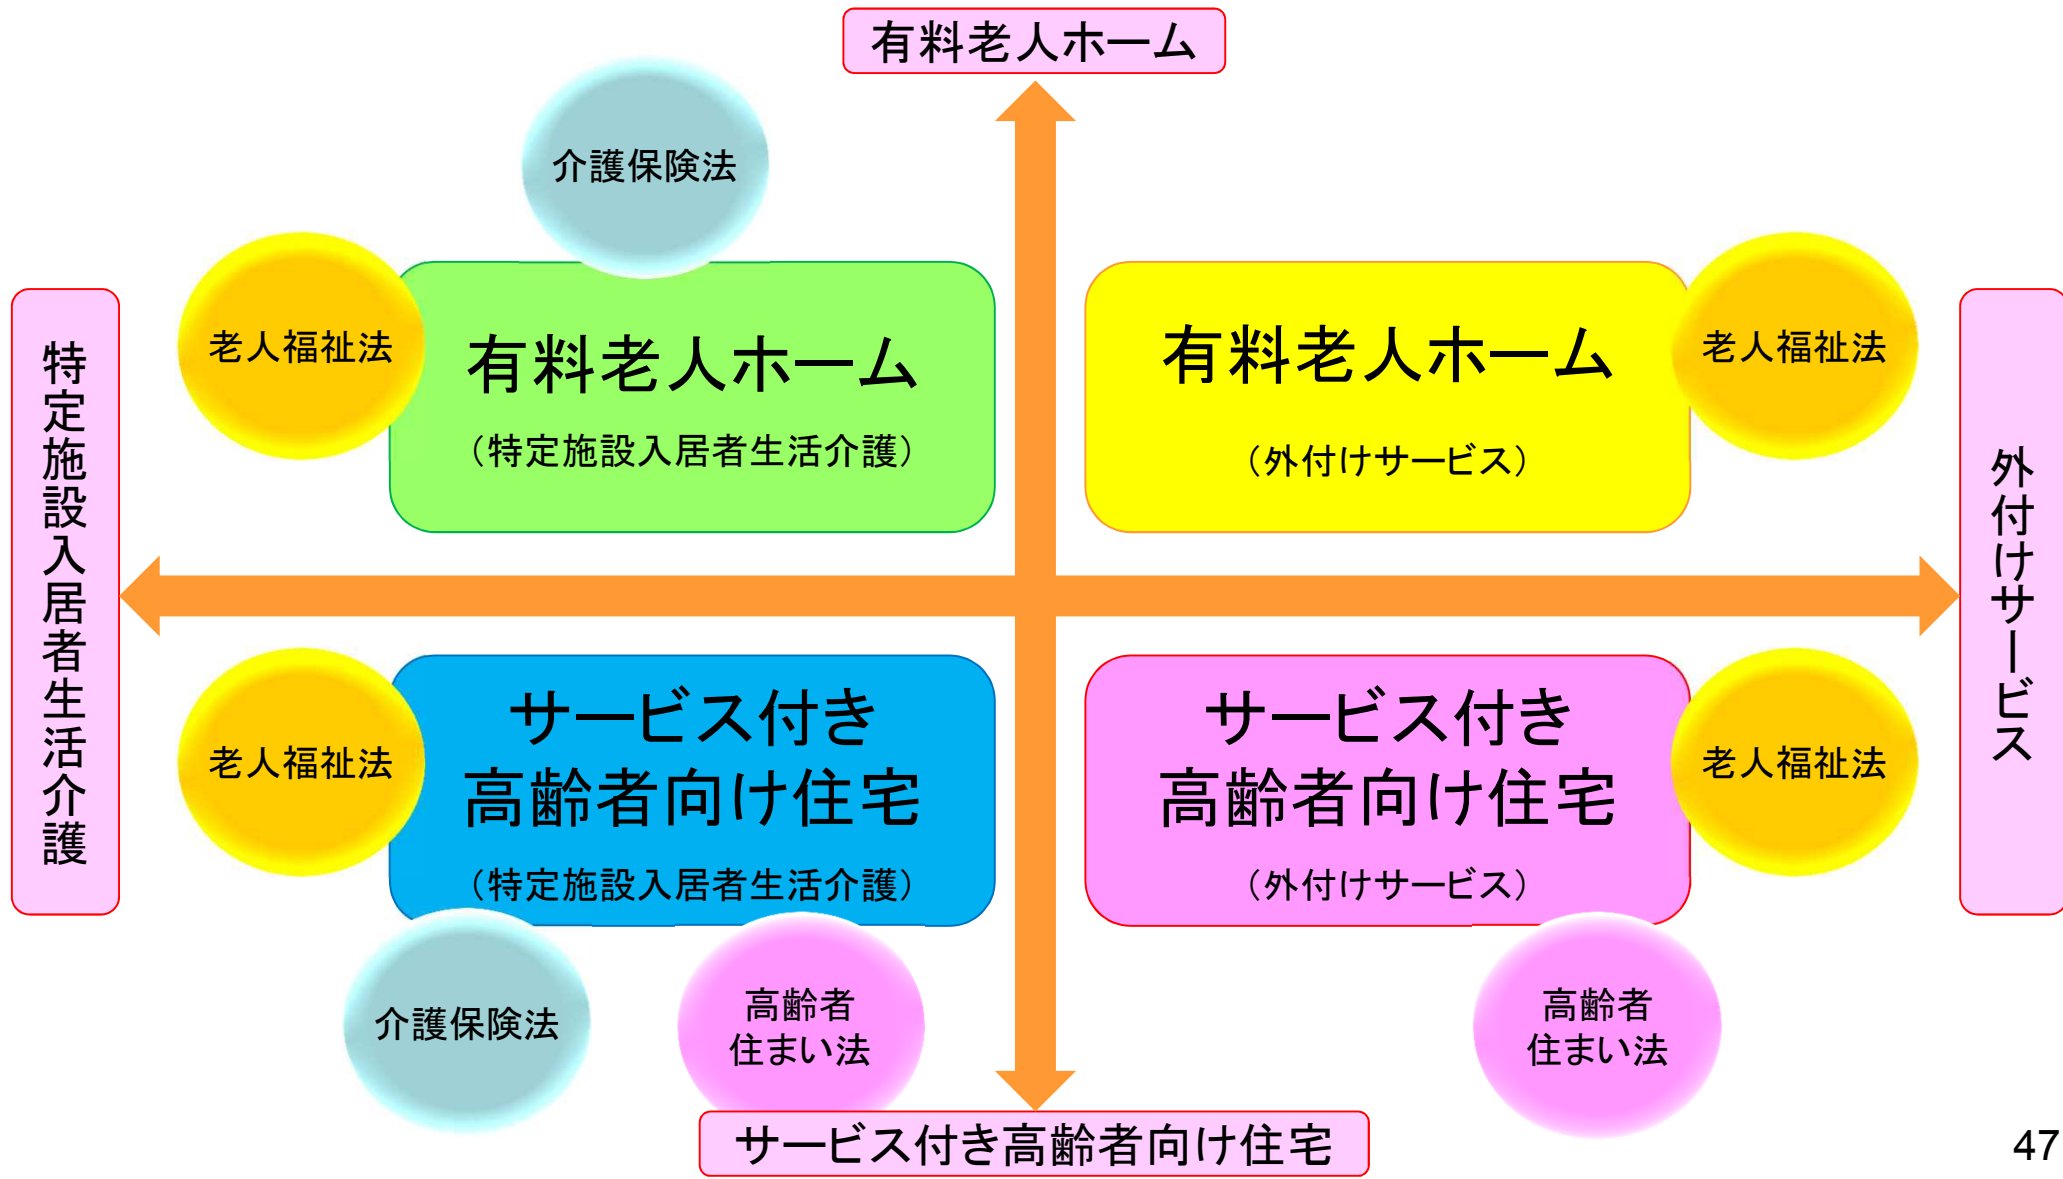 有料老人ホーム
介護保険法
老人福祉法
有料老人ホーム
（特定施設入居者生活介護）
有料老人ホーム
（外付けサービス）
老人福祉法
特定施設入居者生活介護
外付けサービス
老人福祉法
サービス付き
高齢者向け住宅
（特定施設入居者生活介護）
サービス付き
高齢者向け住宅
（外付けサービス）
老人福祉法
介護保険法
高齢者
住まい法
高齢者
住まい法
サービス付き高齢者向け住宅
47